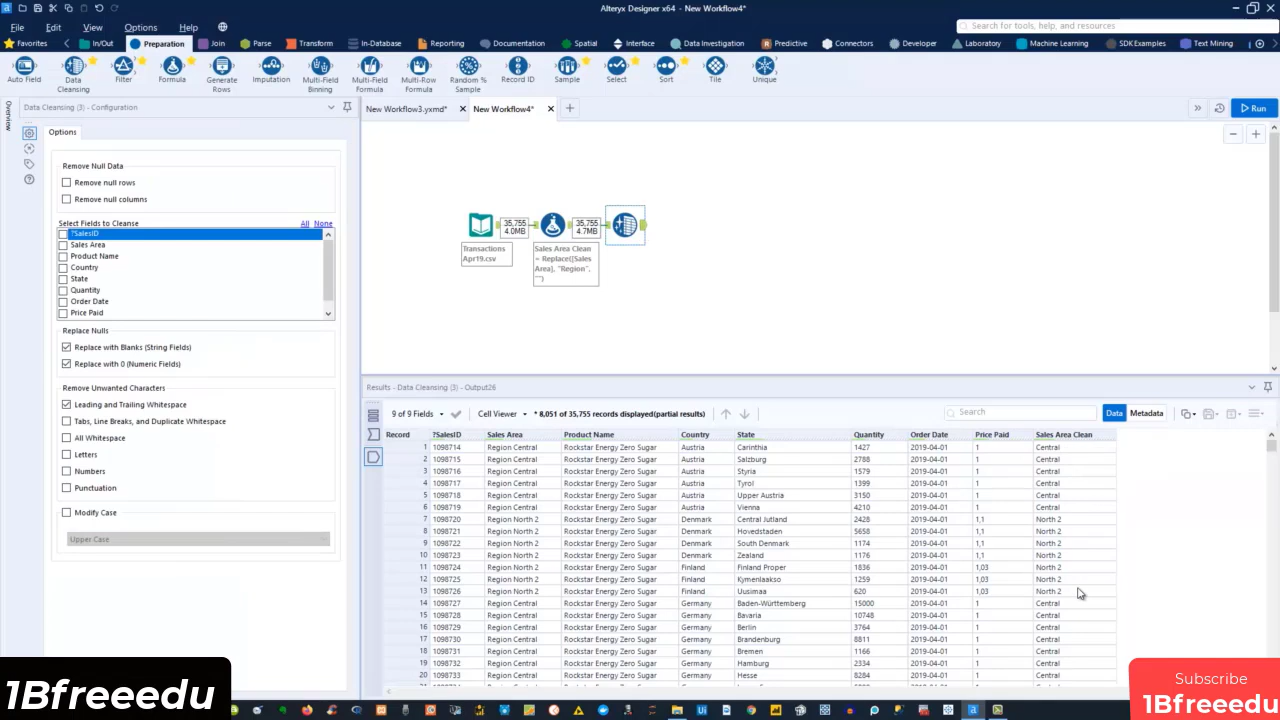 Alteryx Designer x64 - New Workflow4*
File Edit View Options Help
Search for tools, help, and resources
Favorites In/Out Preparation Join Parse Transform In-Database Reporting Documentation Spatial Interface Data Investigation Predictive Connectors Developer Laboratory Machine Learning SDKExamples Text Mining
Auto Field Data Cleansing Filter Formula Generate Rows Imputation Multi-Field Binning Multi-Field Formula Multi-Row Formula Random % Sample Record ID Sample Select Sort Tile Unique
Overview
Data Cleansing (3) - Configuration
New Workflow3.yxmd* New Workflow4*
Run
Options
Remove Null Data
Remove null rows
Remove null columns
Select Fields to Cleanse All None
?SalesID
Sales Area
Product Name
Country
State
Quantity
Order Date
Price Paid
Replace Nulls
Replace with Blanks (String Fields)
Replace with 0 (Numeric Fields)
Remove Unwanted Characters
Leading and Trailing Whitespace
Tabs, Line Breaks, and Duplicate Whitespace
All Whitespace
Letters
Numbers
Punctuation
Modify Case
Upper Case
35,755
4.0MB
35,755
4.7MB
Transactions
Apr19.csv
Sales Area Clean
= Replace([Sales
Area], "Region",
"")
Results - Data Cleansing (3) - Output26
9 of 9 Fields Cell Viewer * 8,051 of 35,755 records displayed(partial results) Search Data Metadata
Record ?SalesID Sales Area Product Name Country State Quantity Order Date Price Paid Sales Area Clean
1 1098714 Region Central Rockstar Energy Zero Sugar Austria Carinthia 1427 2019-04-01 1 Central
2 1098715 Region Central Rockstar Energy Zero Sugar Austria Salzburg 2788 2019-04-01 1 Central
3 1098716 Region Central Rockstar Energy Zero Sugar Austria Styria 1579 2019-04-01 1 Central
4 1098717 Region Central Rockstar Energy Zero Sugar Austria Tyrol 1399 2019-04-01 1 Central
5 1098718 Region Central Rockstar Energy Zero Sugar Austria Upper Austria 3150 2019-04-01 1 Central
6 1098719 Region Central Rockstar Energy Zero Sugar Austria Vienna 4210 2019-04-01 1 Central
7 1098720 Region North 2 Rockstar Energy Zero Sugar Denmark Central Jutland 2428 2019-04-01 1,1 North 2
8 1098721 Region North 2 Rockstar Energy Zero Sugar Denmark Hovedstaden 5658 2019-04-01 1,1 North 2
9 1098722 Region North 2 Rockstar Energy Zero Sugar Denmark South Denmark 1174 2019-04-01 1,1 North 2
10 1098723 Region North 2 Rockstar Energy Zero Sugar Denmark Zealand 1176 2019-04-01 1,1 North 2
11 1098724 Region North 2 Rockstar Energy Zero Sugar Finland Finland Proper 1836 2019-04-01 1,03 North 2
12 1098725 Region North 2 Rockstar Energy Zero Sugar Finland Kymenlaakso 1259 2019-04-01 1,03 North 2
13 1098726 Region North 2 Rockstar Energy Zero Sugar Finland Uusimaa 620 2019-04-01 1,03 North 2
14 1098727 Region Central Rockstar Energy Zero Sugar Germany Baden-Württemberg 15000 2019-04-01 1 Central
15 1098728 Region Central Rockstar Energy Zero Sugar Germany Bavaria 10748 2019-04-01 1 Central
16 1098729 Region Central Rockstar Energy Zero Sugar Germany Berlin 3764 2019-04-01 1 Central
17 1098730 Region Central Rockstar Energy Zero Sugar Germany Brandenburg 8811 2019-04-01 1 Central
18 1098731 Region Central Rockstar Energy Zero Sugar Germany Bremen 1166 2019-04-01 1 Central
19 1098732 Region Central Rockstar Energy Zero Sugar Germany Hamburg 2334 2019-04-01 1 Central
20 1098733 Region Central Rockstar Energy Zero Sugar Germany Hesse 8284 2019-04-01 1 Central
1Bfreeedu
Subscribe
1Bfreeedu